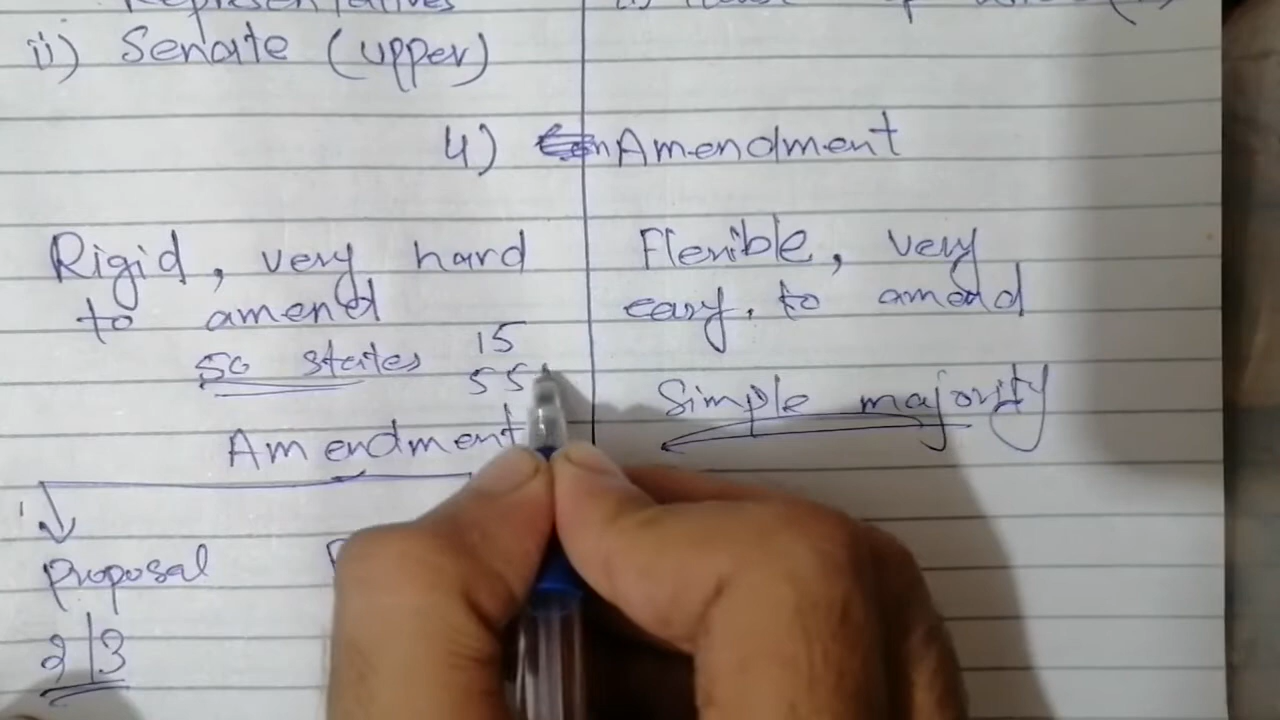 Representatives
ii) Senate (upper)
4) Amendment
Rigid, very hard
to amend
50 states 15
55
Amendment
Proposal
2/3
Flexible, very
easy, to amend
Simple majority